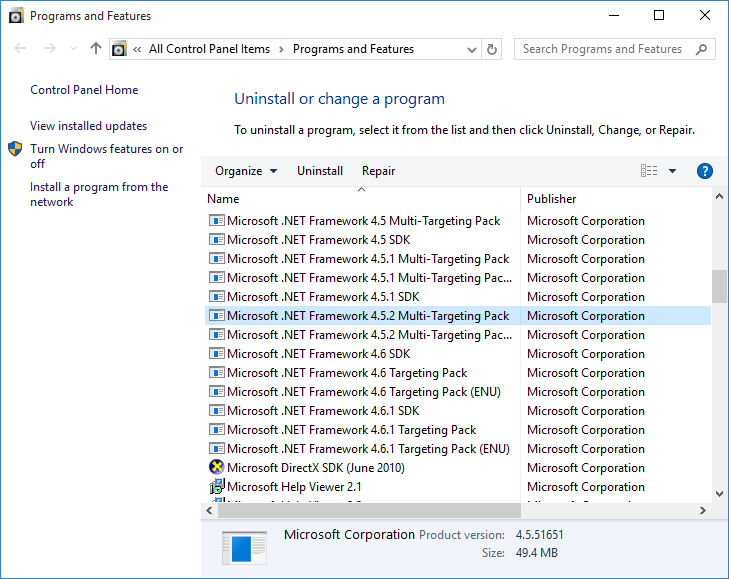 Programs and Features
« All Control Panel Items › Programs and Features
Search Programs and Features
Control Panel Home
View installed updates
Turn Windows features on or
off
Install a program from the
network
Uninstall or change a program
To uninstall a program, select it from the list and then click Uninstall, Change, or Repair.
Organize Uninstall Repair
Name Publisher
Microsoft .NET Framework 4.5 Multi-Targeting Pack Microsoft Corporation
Microsoft .NET Framework 4.5 SDK Microsoft Corporation
Microsoft .NET Framework 4.5.1 Multi-Targeting Pack Microsoft Corporation
Microsoft .NET Framework 4.5.1 Multi-Targeting Pac... Microsoft Corporation
Microsoft .NET Framework 4.5.1 SDK Microsoft Corporation
Microsoft .NET Framework 4.5.2 Multi-Targeting Pack Microsoft Corporation
Microsoft .NET Framework 4.5.2 Multi-Targeting Pac... Microsoft Corporation
Microsoft .NET Framework 4.6 SDK Microsoft Corporation
Microsoft .NET Framework 4.6 Targeting Pack Microsoft Corporation
Microsoft .NET Framework 4.6 Targeting Pack (ENU) Microsoft Corporation
Microsoft .NET Framework 4.6.1 SDK Microsoft Corporation
Microsoft .NET Framework 4.6.1 Targeting Pack Microsoft Corporation
Microsoft .NET Framework 4.6.1 Targeting Pack (ENU) Microsoft Corporation
Microsoft DirectX SDK (June 2010) Microsoft Corporation
Microsoft Help Viewer 2.1 Microsoft Corporation
Microsoft Corporation Product version: 4.5.51651
Size: 49.4 MB